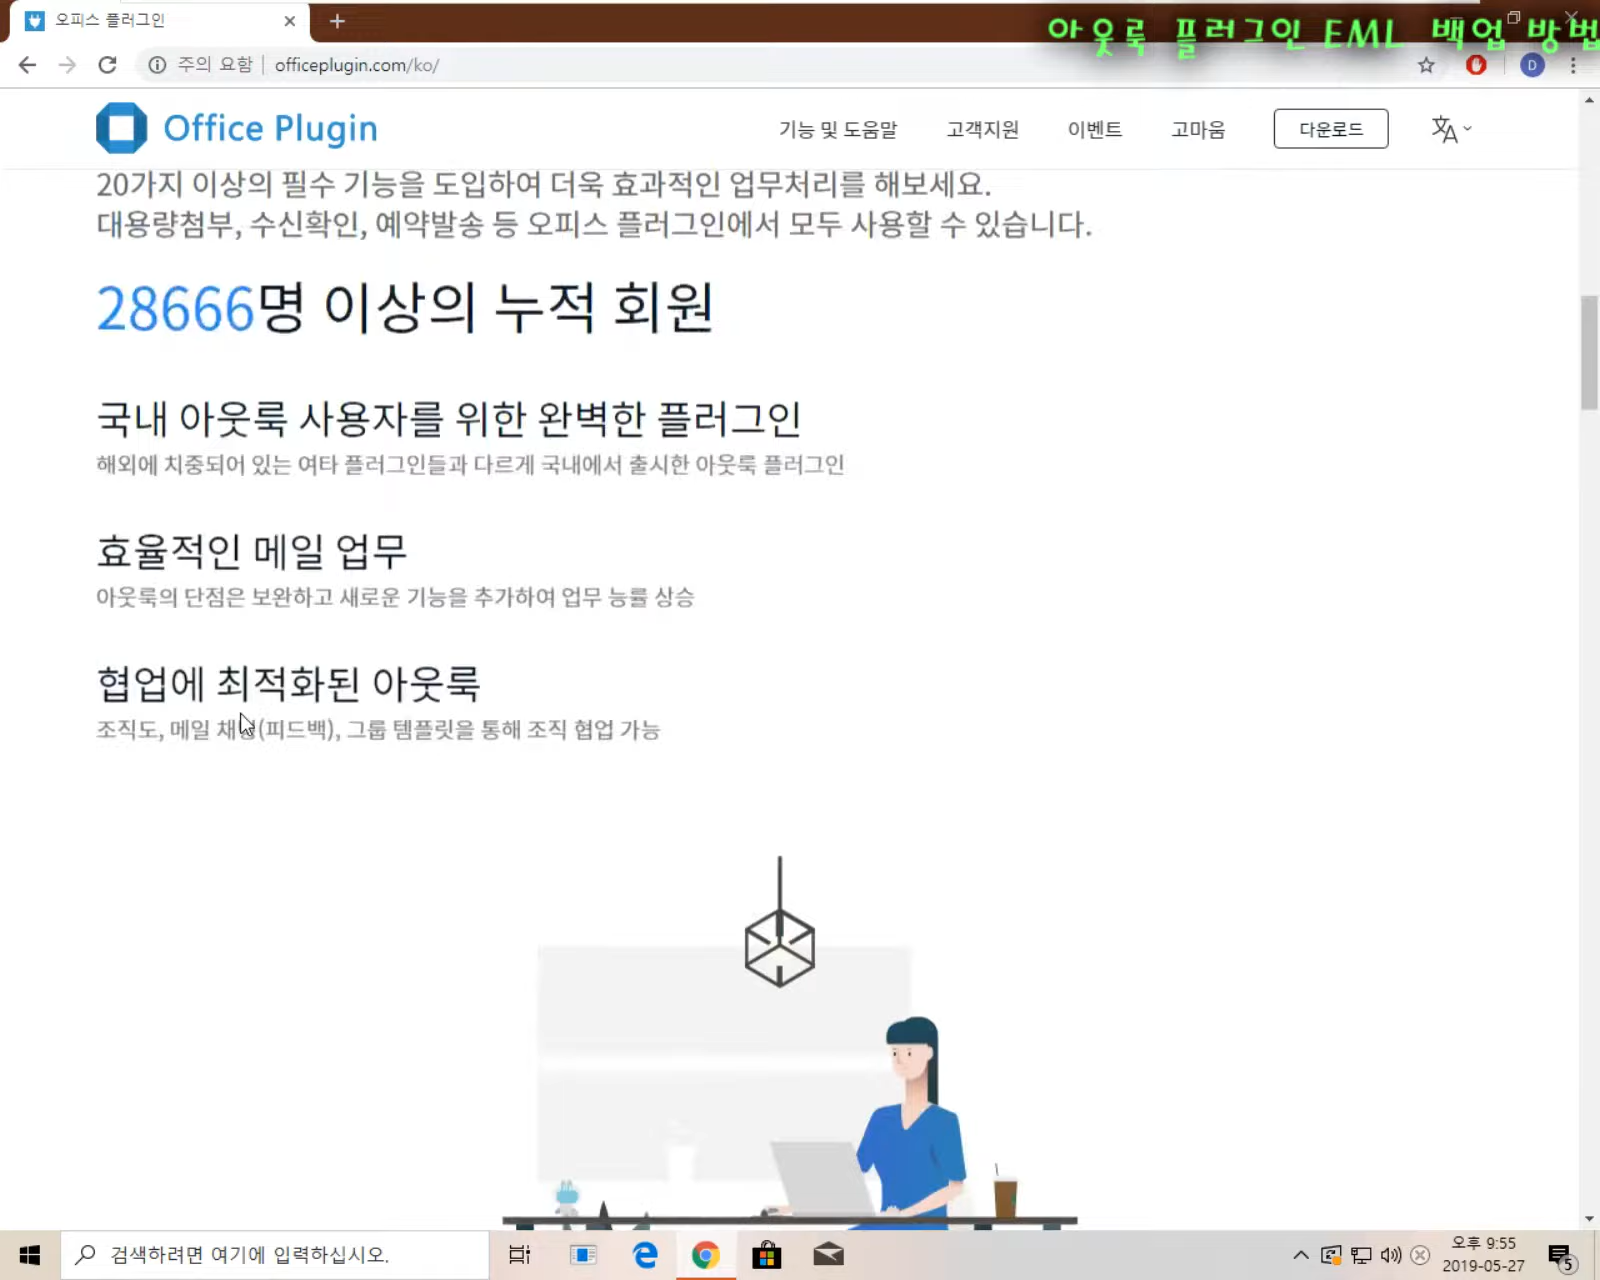 오피스 플러그인
아웃룩 플러그인 EML 백업 방법
주의 요함
officeplugin.com/ko/
D
Office Plugin
기능 및 도움말
고객지원
이벤트
고마움
다운로드
20가지 이상의 필수 기능을 도입하여 더욱 효과적인 업무처리를 해보세요.
대용량첨부, 수신확인, 예약발송 등 오피스 플러그인에서 모두 사용할 수 있습니다.
28666명 이상의 누적 회원
국내 아웃룩 사용자를 위한 완벽한 플러그인
해외에 치중되어 있는 여타 플러그인들과 다르게 국내에서 출시한 아웃룩 플러그인
효율적인 메일 업무
아웃룩의 단점은 보완하고 새로운 기능을 추가하여 업무 능률 상승
협업에 최적화된 아웃룩
조직도, 메일 채팅(피드백), 그룹 템플릿을 통해 조직 협업 가능
검색하려면 여기에 입력하십시오.
오후 9:55
2019-05-27
5